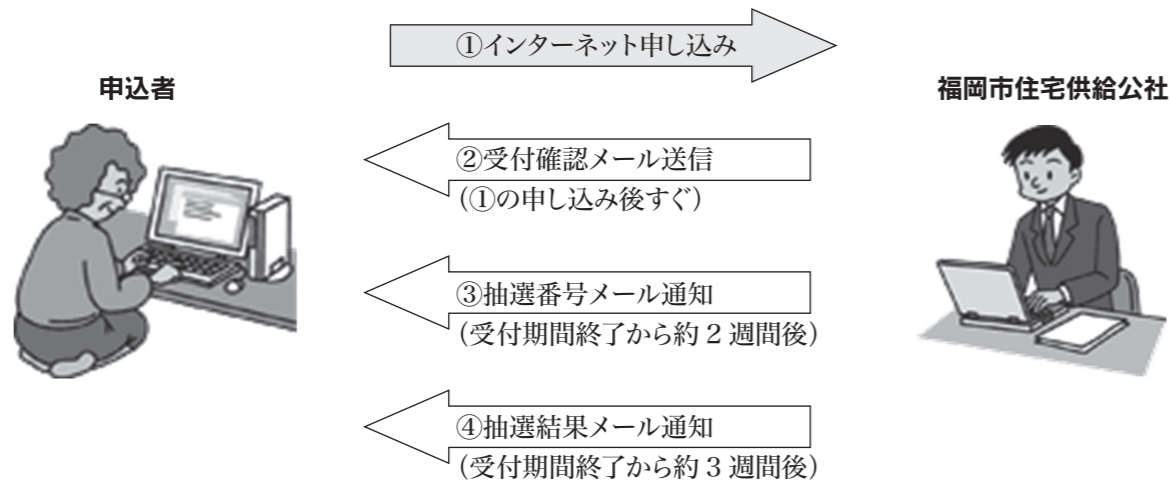 ①インターネット申し込み
申込者
福岡市住宅供給公社
②受付確認メール送信
(①の申し込み後すぐ)
③抽選番号メール通知
(受付期間終了から約2週間後)
④抽選結果メール通知
(受付期間終了から約3週間後)